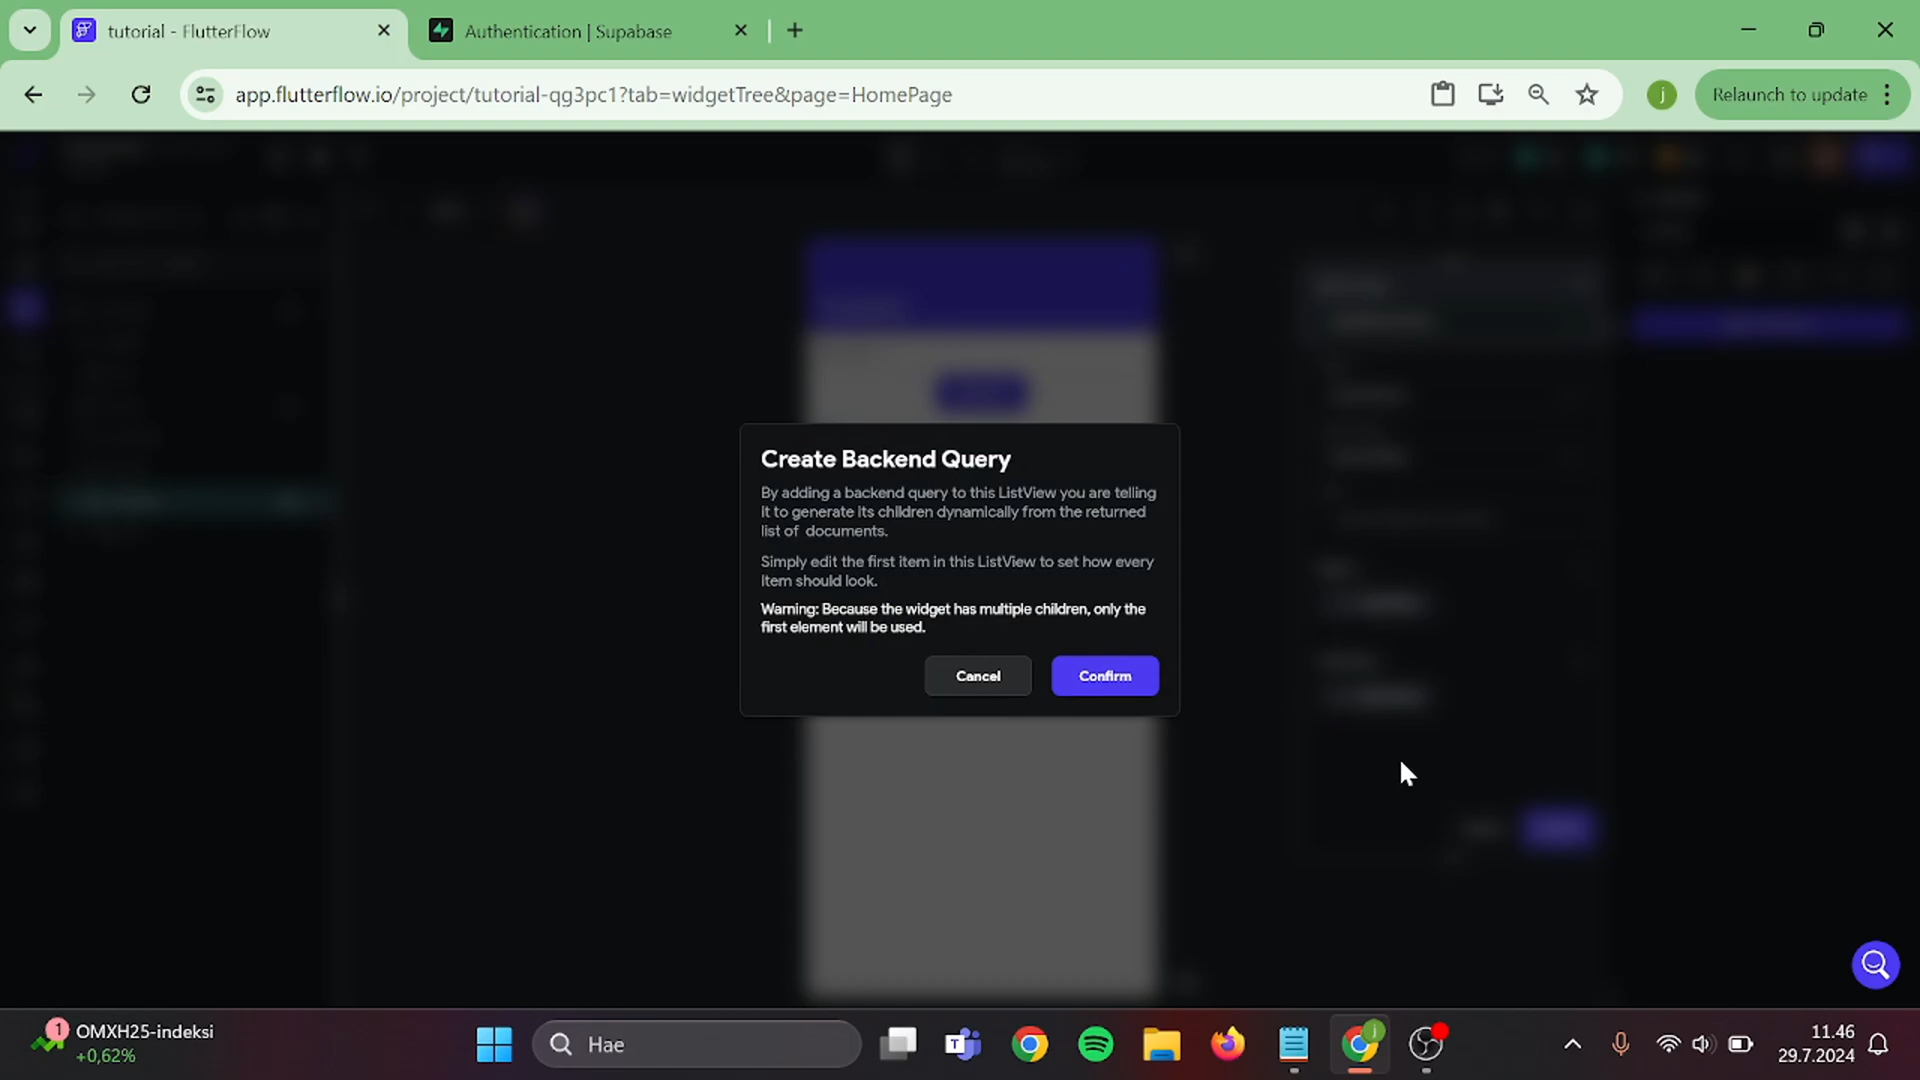 tutorial - FlutterFlow
Authentication | Supabase
app.flutterflow.io/project/tutorial-qg3pc1?tab=widgetTree&page=HomePage
j
Relaunch to update
Create Backend Query
By adding a backend query to this ListView you are telling
it to generate its children dynamically from the returned
list of documents.
Simply edit the first item in this ListView to set how every
item should look.
Warning: Because the widget has multiple children, only the
first element will be used.
Cancel
Confirm
1
OMXH25-indeksi
+0,62%
Hae
j
11.46
29.7.2024